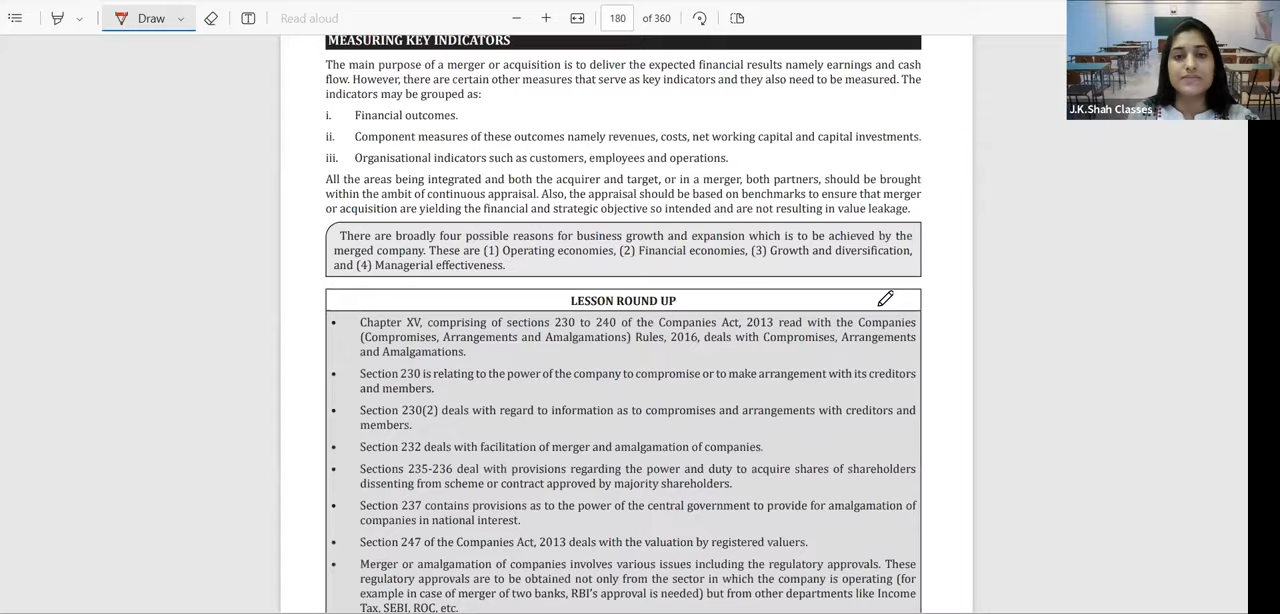 Draw
Read aloud
180
of 360
J.K.Shah Classes
MEASURING KEY INDICATORS
The main purpose of a merger or acquisition is to deliver the expected financial results namely earnings and cash
flow. However, there are certain other measures that serve as key indicators and they also need to be measured. The
indicators may be grouped as:
i. Financial outcomes.
ii. Component measures of these outcomes namely revenues, costs, net working capital and capital investments.
iii. Organisational indicators such as customers, employees and operations.
All the areas being integrated and both the acquirer and target, or in a merger, both partners, should be brought
within the ambit of continuous appraisal. Also, the appraisal should be based on benchmarks to ensure that merger
or acquisition are yielding the financial and strategic objective so intended and are not resulting in value leakage.
There are broadly four possible reasons for business growth and expansion which is to be achieved by the
merged company. These are (1) Operating economies, (2) Financial economies, (3) Growth and diversification,
and (4) Managerial effectiveness.
LESSON ROUND UP
• Chapter XV, comprising of sections 230 to 240 of the Companies Act, 2013 read with the Companies
(Compromises, Arrangements and Amalgamations) Rules, 2016, deals with Compromises, Arrangements
and Amalgamations.
• Section 230 is relating to the power of the company to compromise or to make arrangement with its creditors
and members.
• Section 230(2) deals with regard to information as to compromises and arrangements with creditors and
members.
• Section 232 deals with facilitation of merger and amalgamation of companies.
• Sections 235-236 deal with provisions regarding the power and duty to acquire shares of shareholders
dissenting from scheme or contract approved by majority shareholders.
• Section 237 contains provisions as to the power of the central government to provide for amalgamation of
companies in national interest.
• Section 247 of the Companies Act, 2013 deals with the valuation by registered valuers.
• Merger or amalgamation of companies involves various issues including the regulatory approvals. These
regulatory approvals are to be obtained not only from the sector in which the company is operating (for
example in case of merger of two banks, RBI's approval is needed) but from other departments like Income
Tax, SEBI, ROC, etc.